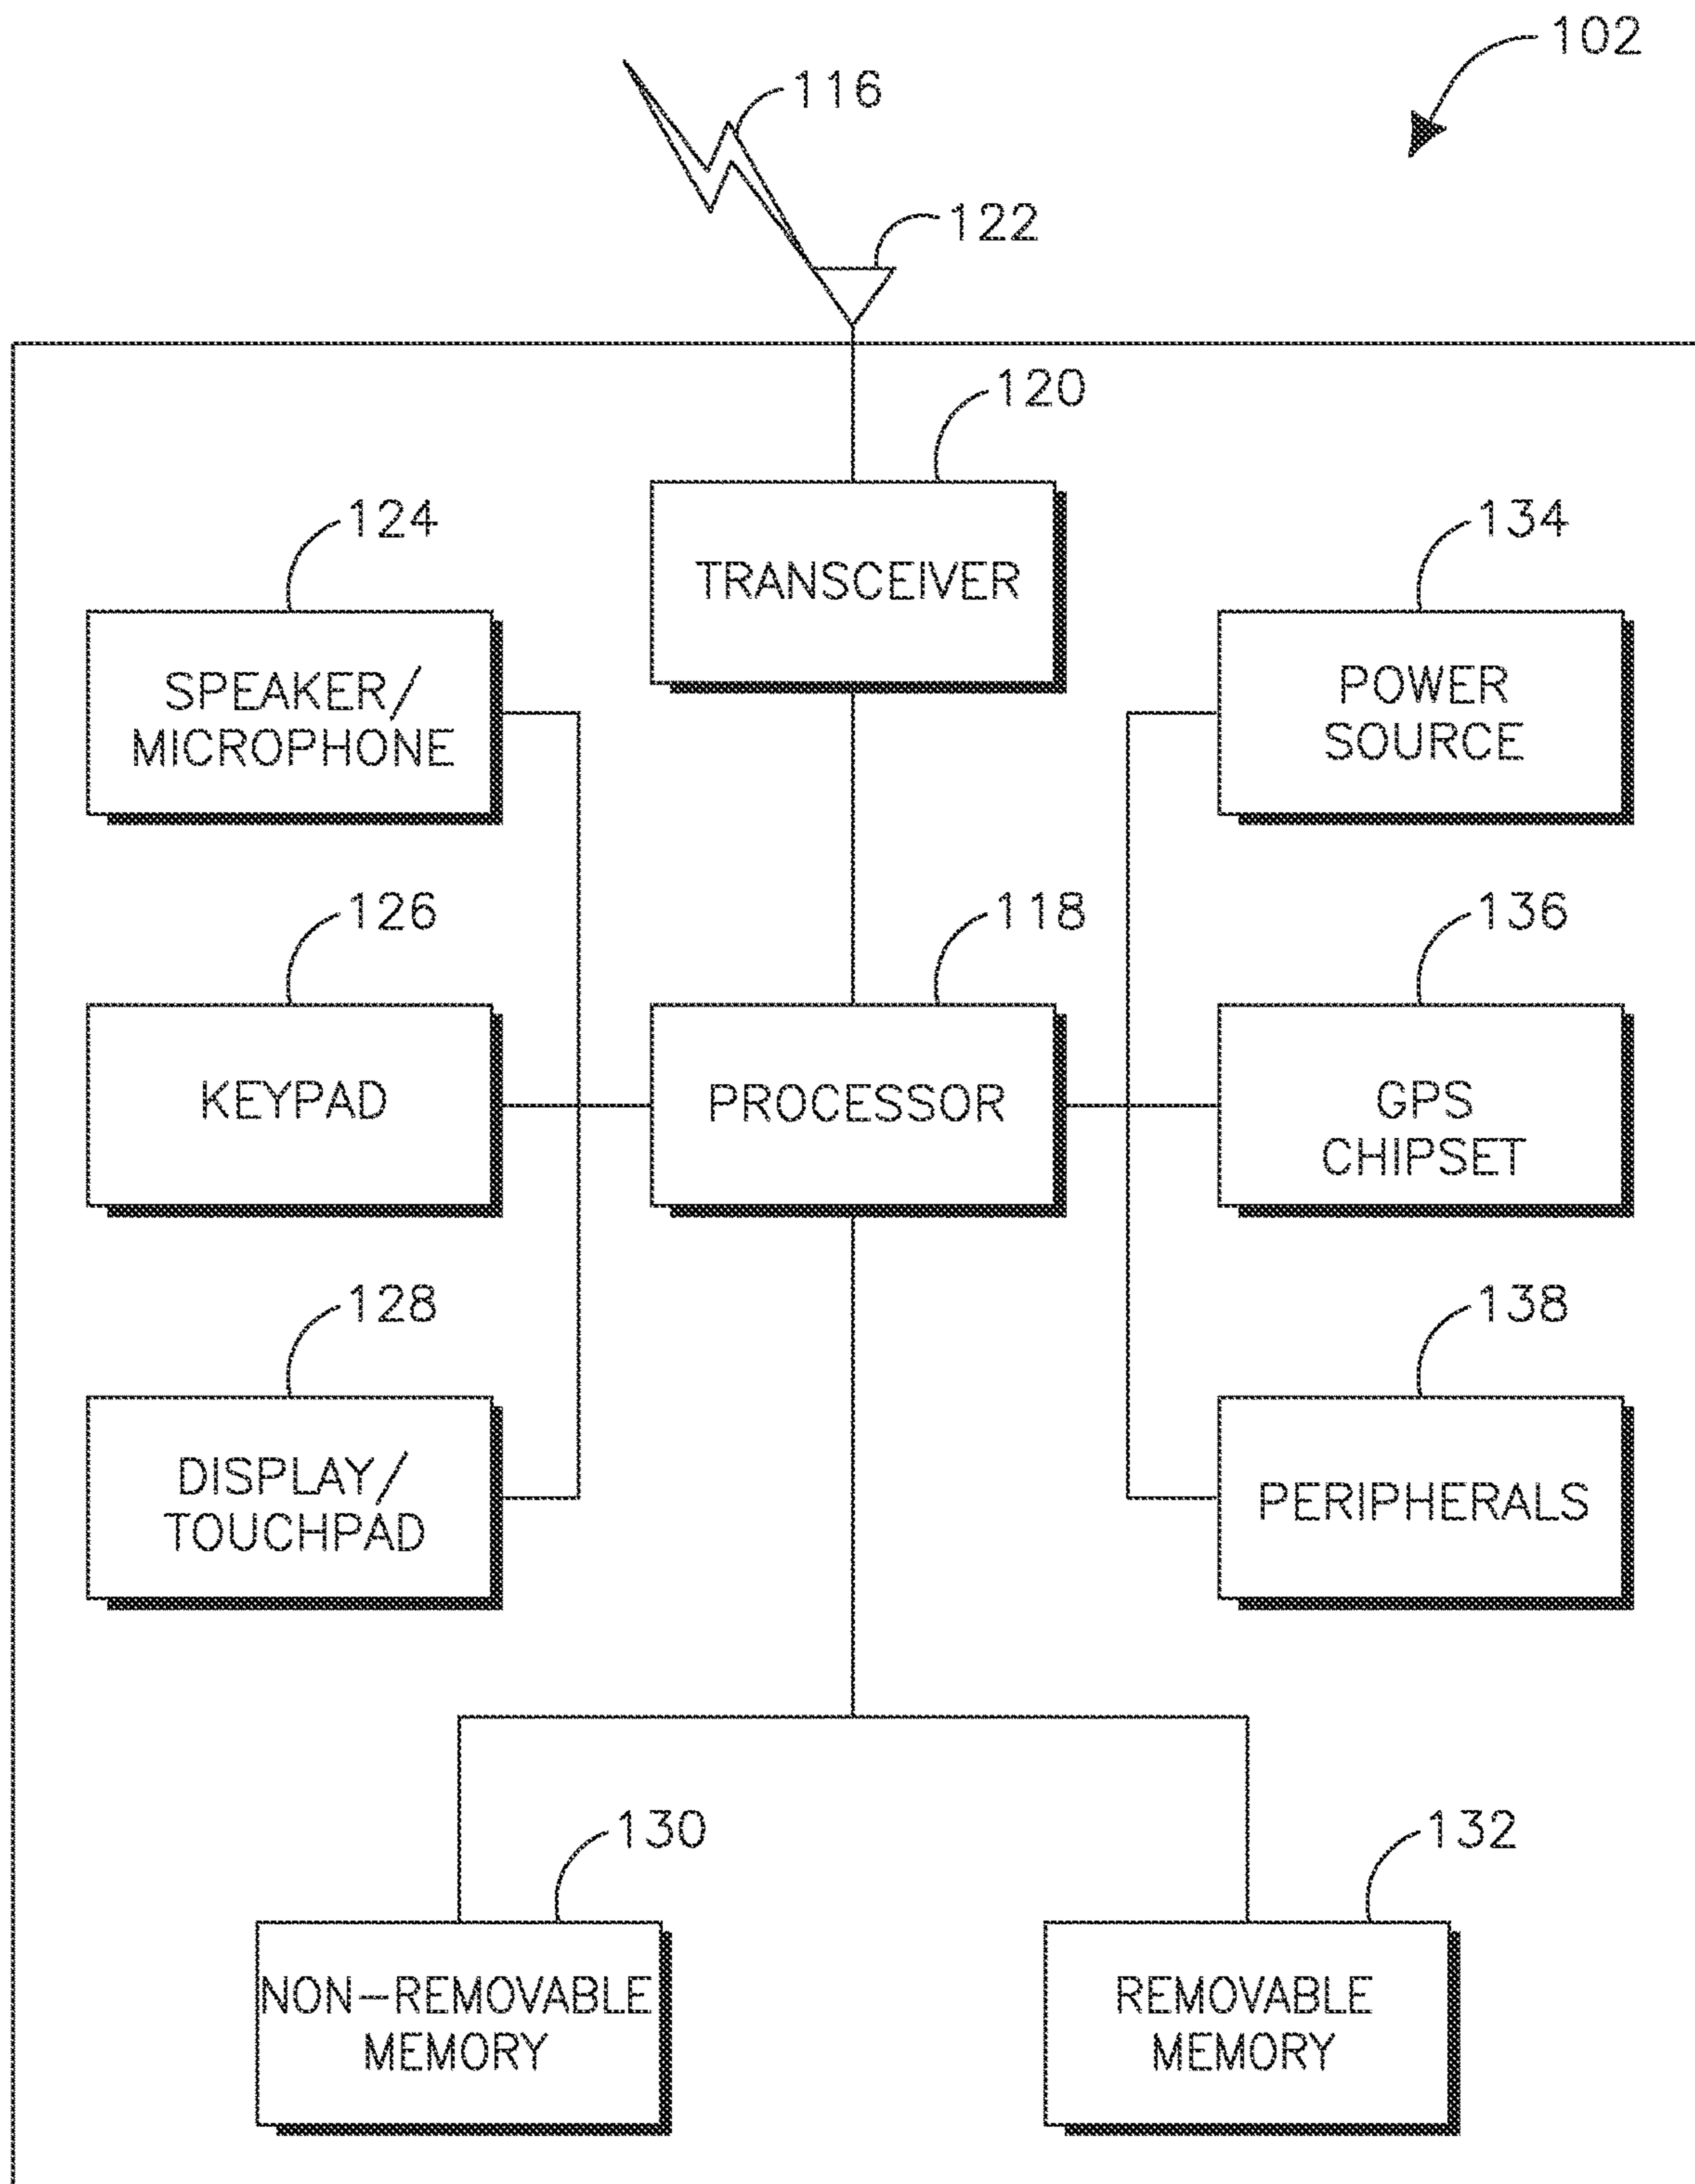 102
116
122
120
TRANSCEIVER
124
SPEAKER/
MICROPHONE
134
POWER
SOURCE
126
KEYPAD
118
PROCESSOR
136
GPS
CHIPSET
128
DISPLAY/
TOUCHPAD
138
PERIPHERALS
130
NON-REMOVABLE
MEMORY
132
REMOVABLE
MEMORY